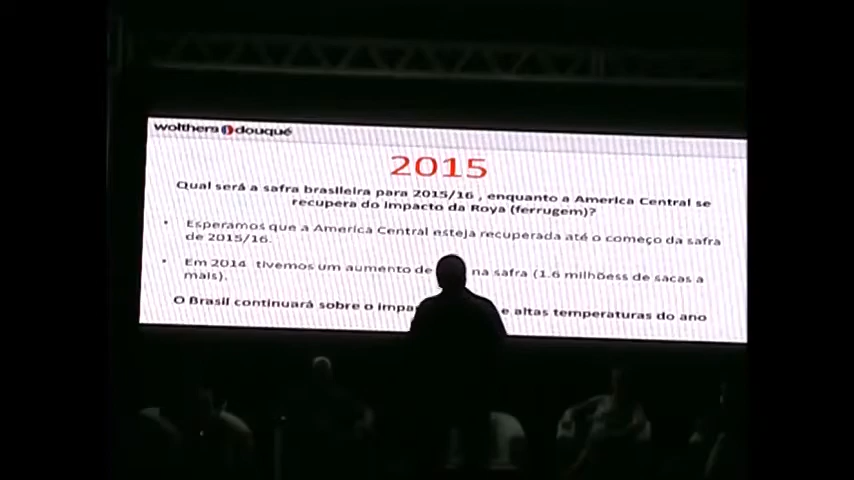 wolthers douqué
2015
Qual será a safra brasileira para 2015/16 , enquanto a America Central se
recupera do impacto da Roya (ferrugem)?
• Esperamos que a America Central esteja recuperada até o começo da safra
de 2015/16.
• Em 2014 tivemos um aumento de na safra (1.6 milhõess de sacas a
mais).
O Brasil continuará sobre o e altas temperaturas do ano